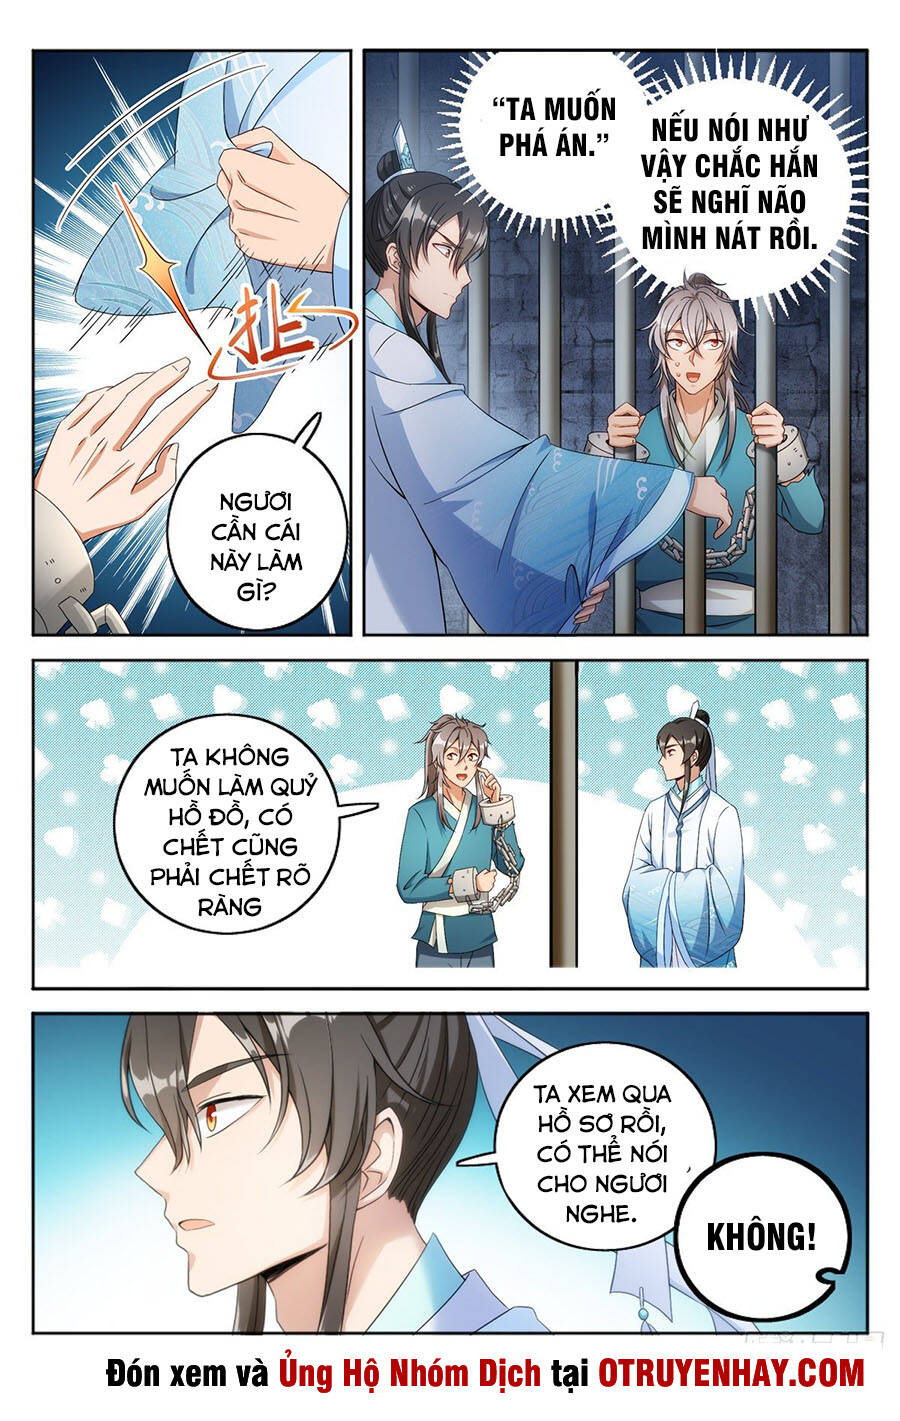 扯
NGƯƠI
CẦN CÁI
NÀY LÀM
GÌ?
“TA MUỐN
PHÁ ÁN.”
NẾU NÓI NHƯ
VẬY CHẮC HẲN
SẼ NGHĨ NÃO
MÌNH NÁT RỒI.
TA KHÔNG
MUỐN LÀM QUỶ
HỒ ĐỒ, CÓ
CHẾT CŨNG
PHẢI CHẾT RÕ
RÀNG
TA XEM QUA
HỒ SƠ RỒI,
CÓ THỂ NÓI
CHO NGƯƠI
NGHE.
KHÔNG!
Đón xem và Ủng Hộ Nhóm Dịch tại OTRUYENHAY.COM